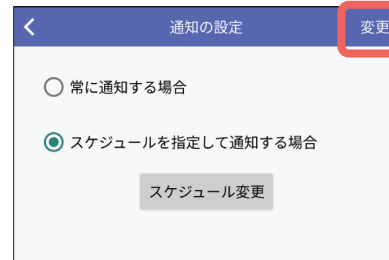 通知の設定
変更
常に通知する場合
スケジュールを指定して通知する場合
スケジュール変更